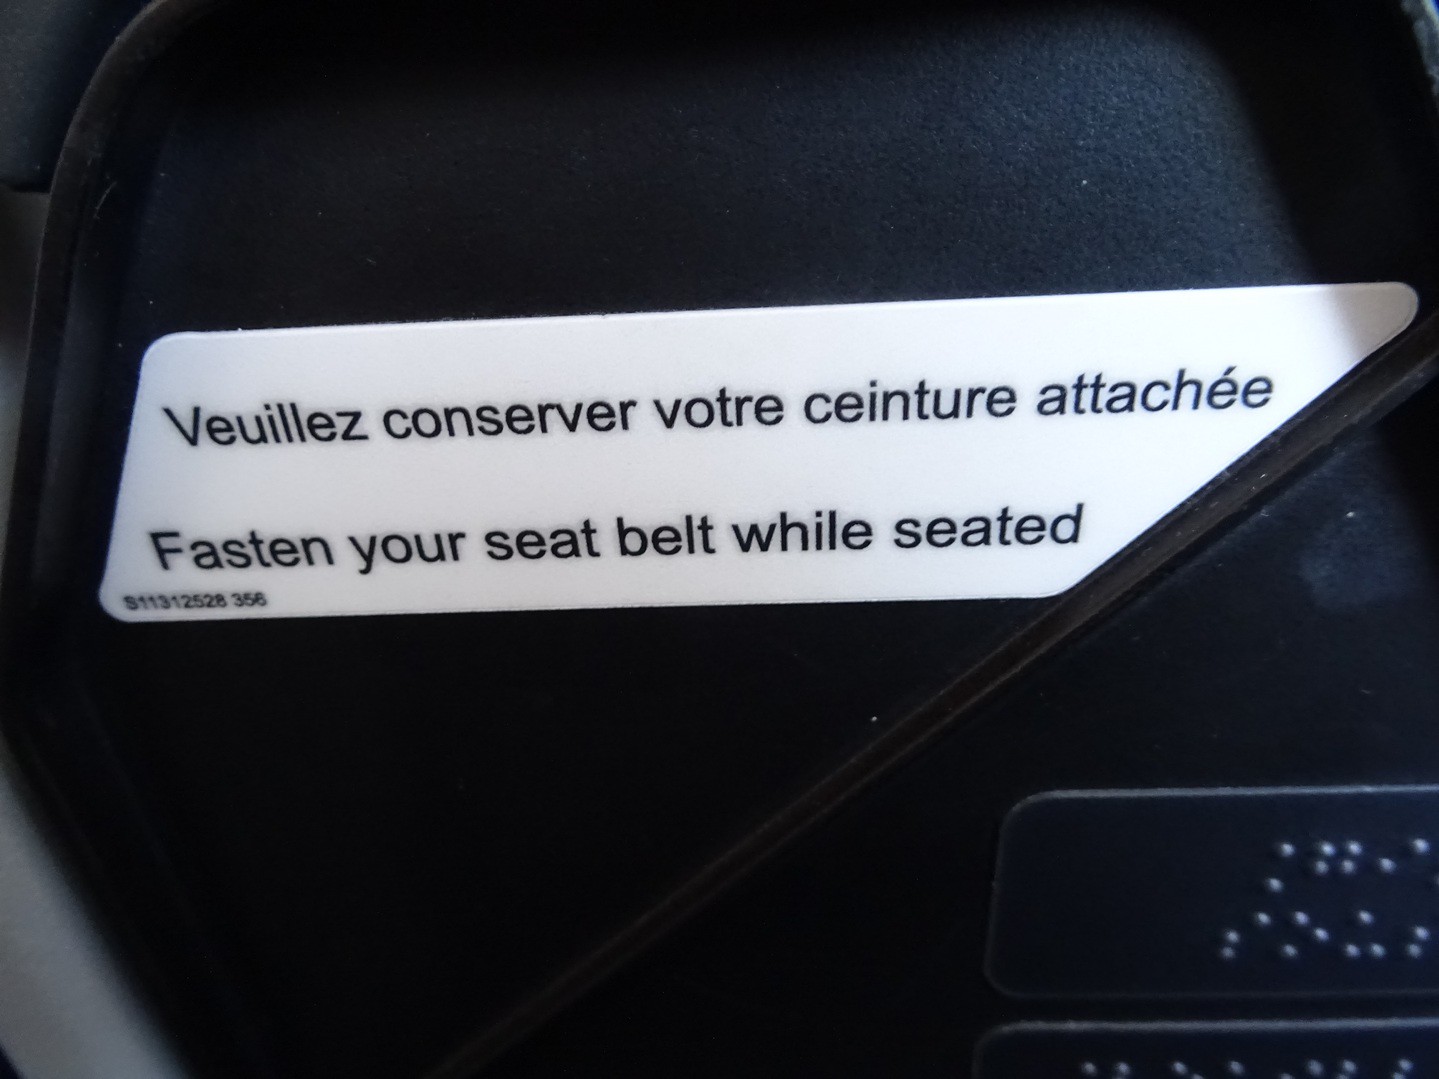 Veuillez conserver votre ceinture attachée
Fasten your seat belt while seated
S11312528 356